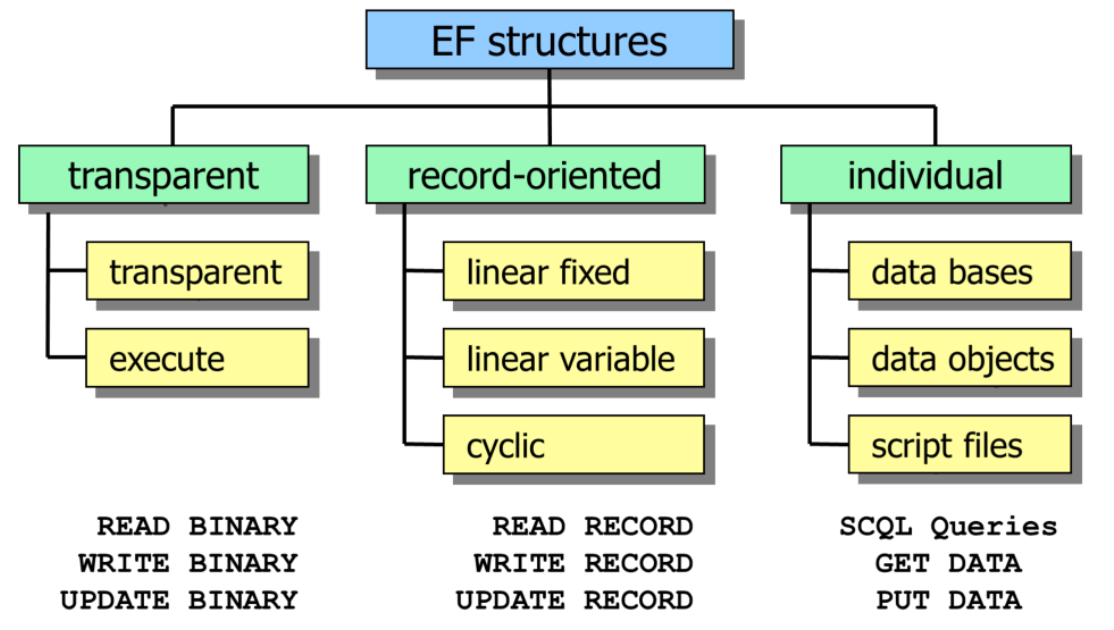 EF structures
transparent
record-oriented
individual
transparent
linear fixed
data bases
execute
linear variable
data objects
cyclic
script files
READ BINARY
READ RECORD
SCQL Queries
WRITE BINARY
WRITE RECORD
GET DATA
UPDATE BINARY
UPDATE RECORD
PUT DATA